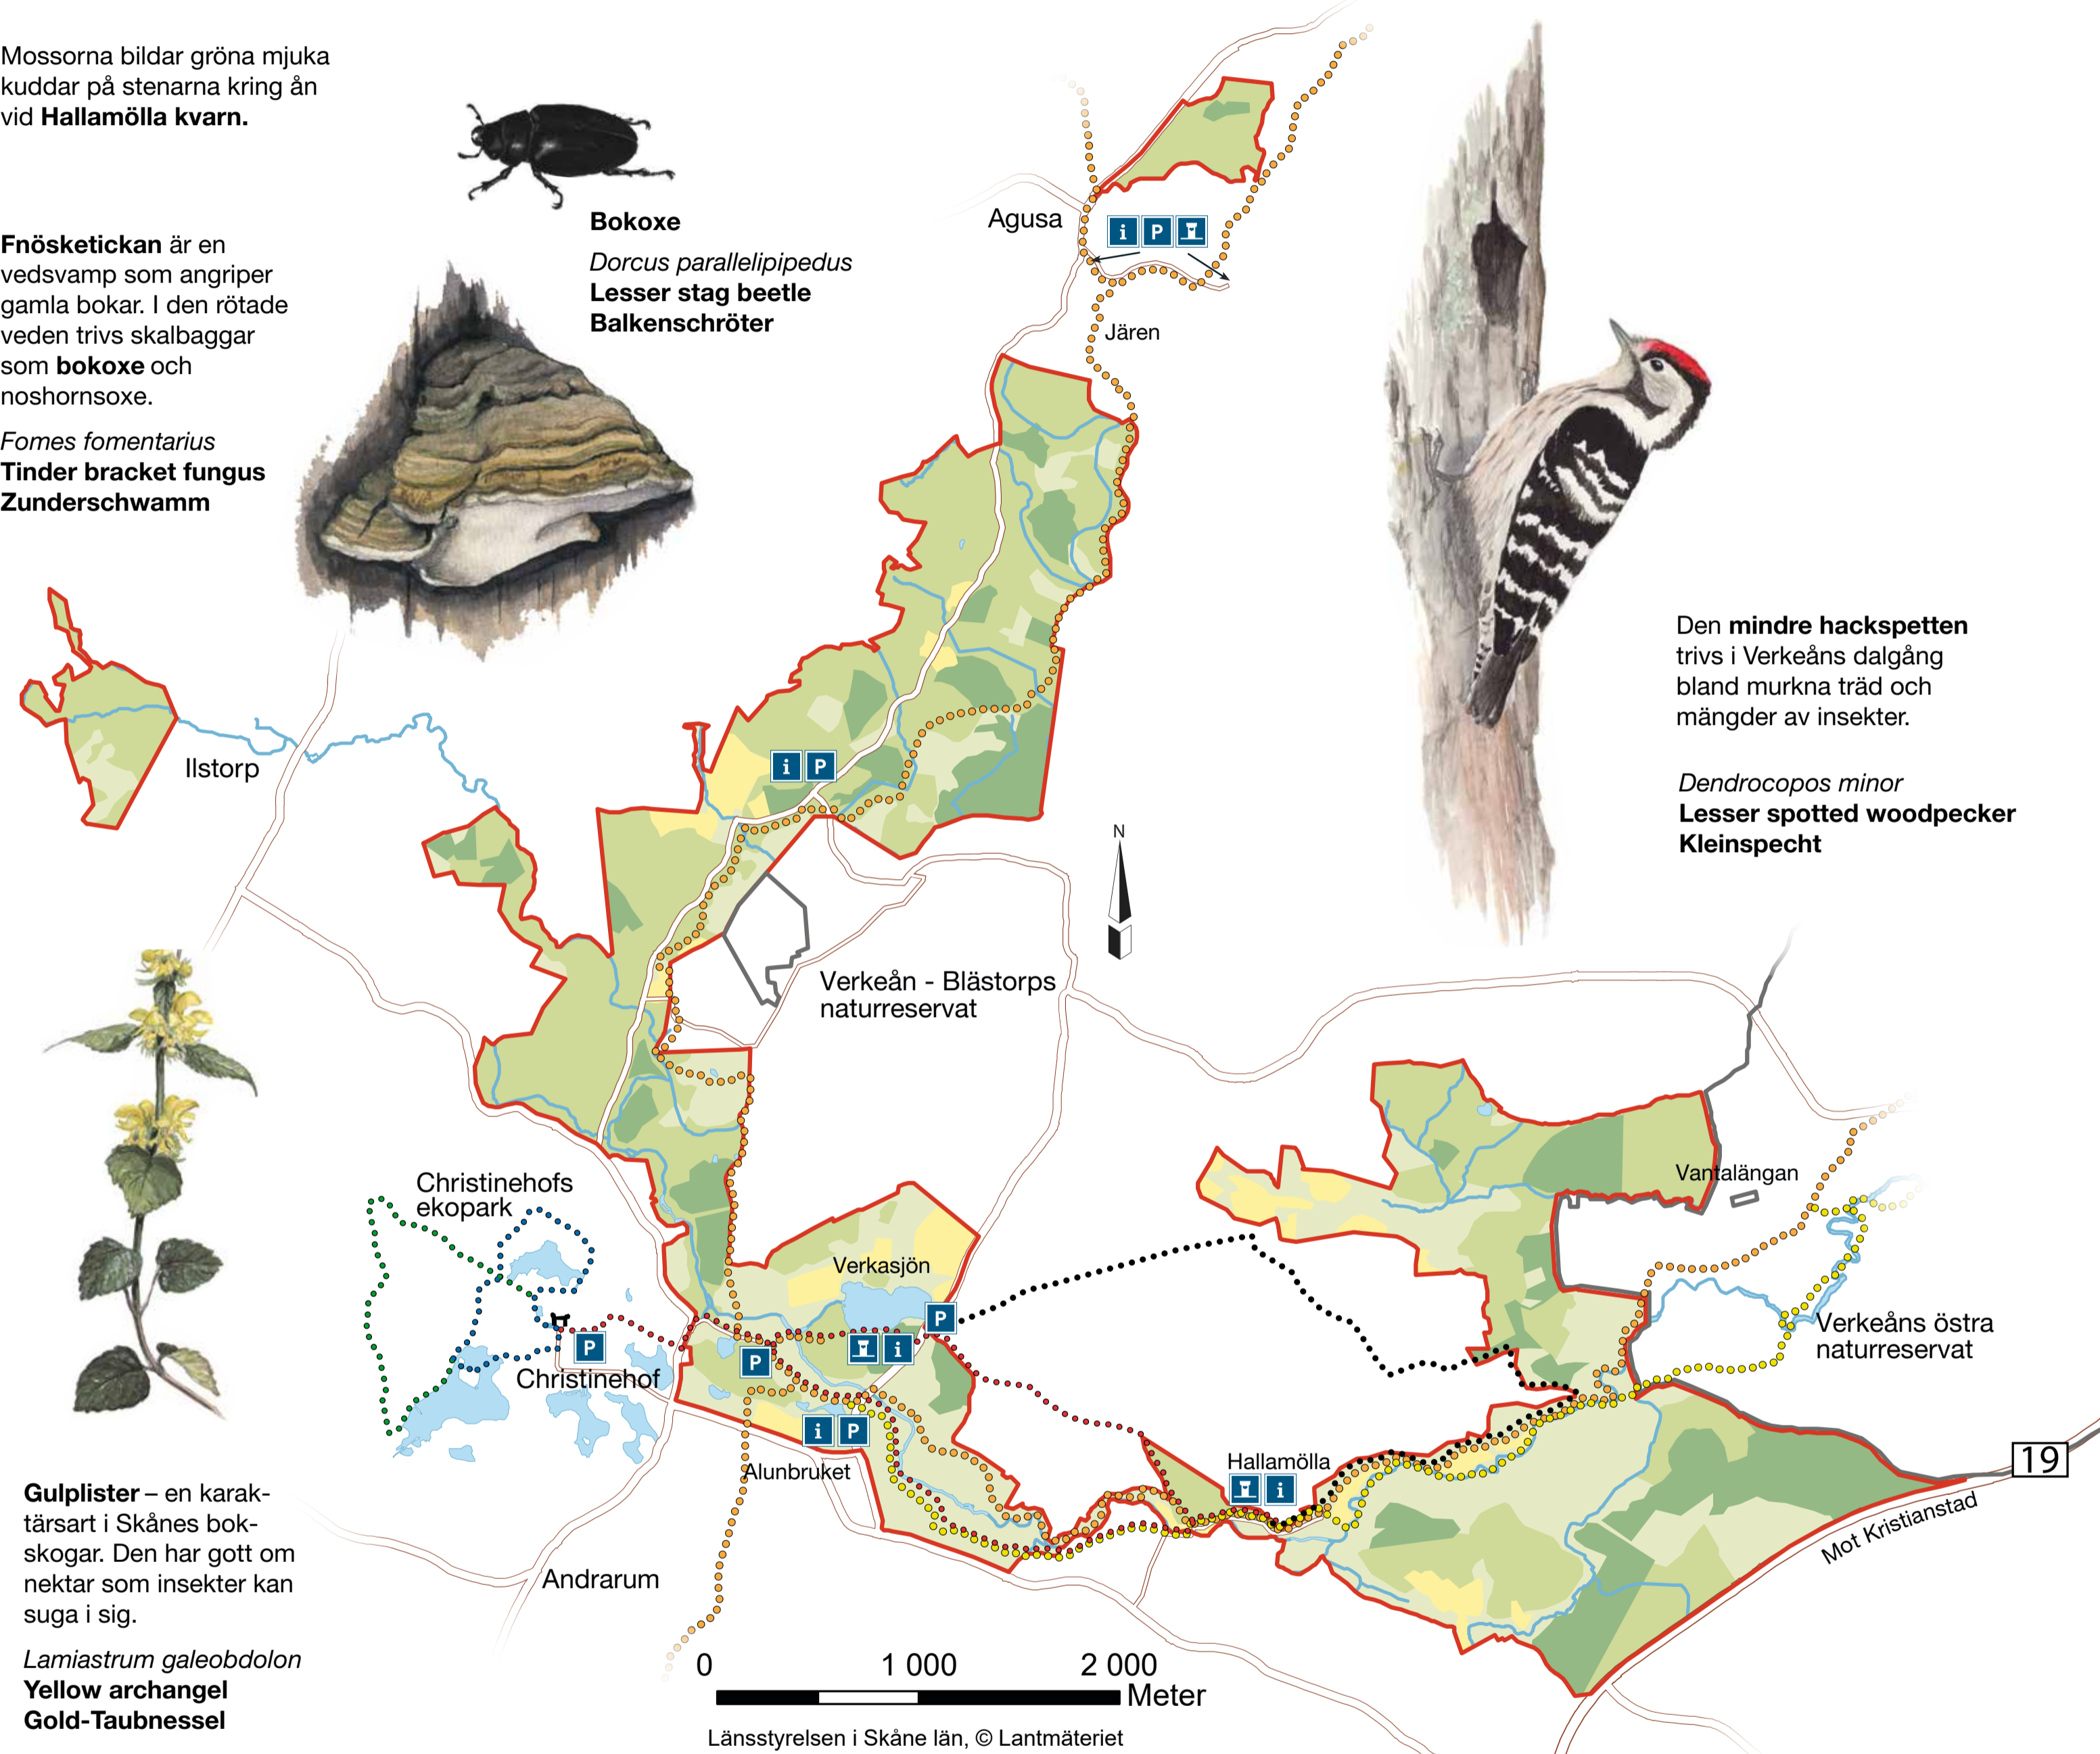 Mossorna bildar gröna mjuka
kuddar på stenarna kring ån
vid Hallamölla kvarn.
Fnösketickan är en
vedsvamp som angriper
gamla bokar. I den rötade
veden trivs skalbaggar
som bokoxe och
noshornsoxe.
Fomes fomentarius
Tinder bracket fungus
Zunderschwamm
Bokoxe
Dorcus parallelipipedus
Lesser stag beetle
Balkenschröter
Agusa
i P
Jären
Den mindre hackspetten
trivs i Verkeåns dalgång
bland murkna träd och
mängder av insekter.
Dendrocopos minor
Lesser spotted woodpecker
Kleinspecht
Ilstorp
i P
N
Verkeån - Blästorps
naturreservat
Christinehofs
ekopark
Vantalängan
Verkasjön
P
Verkeåns östra
naturreservat
P
i
P
Christinehof
i P
Alunbruket
Hallamölla
i
19
Mot Kristianstad
Andrarum
Gulplister – en karak-
tärsart i Skånes bok-
skogar. Den har gott om
nektar som insekter kan
suga i sig.
Lamiastrum galeobdolon
Yellow archangel
Gold-Taubnessel
0 1 000 2 000
Meter
Länsstyrelsen i Skåne län, © Lantmäteriet